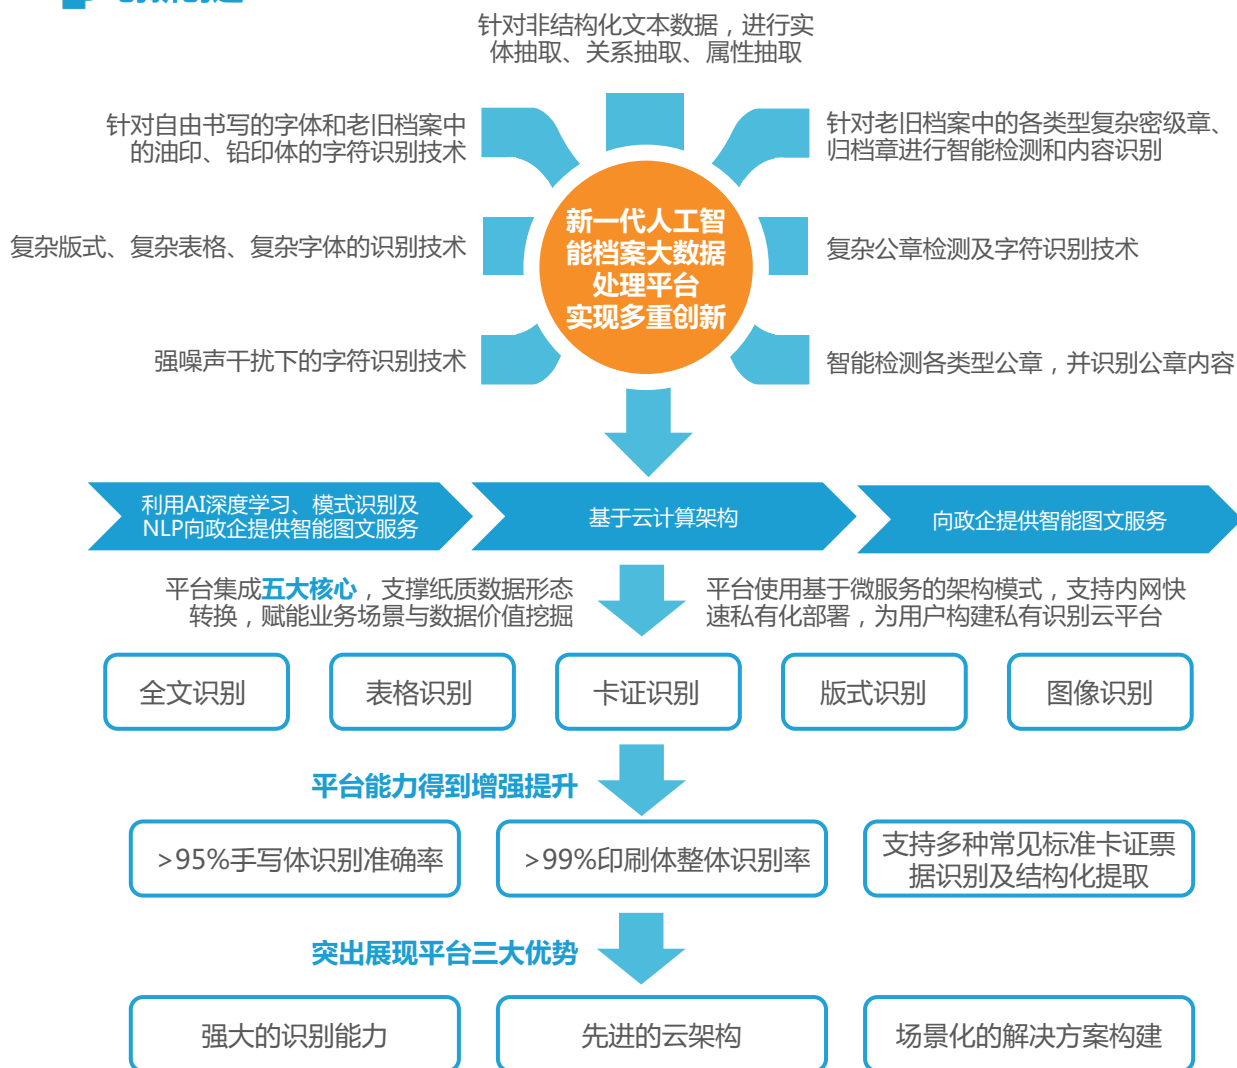 针对非结构化文本数据，进行实
体抽取、关系抽取、属性抽取
针对自由书写的字体和老旧档案中
的油印、铅印体的字符识别技术
针对老旧档案中的各类型复杂密级章、
归档章进行智能检测和内容识别
复杂版式、复杂表格、复杂字体的识别技术
新一代人工智
能档案大数据
处理平台
实现多重创新
复杂公章检测及字符识别技术
强噪声干扰下的字符识别技术
智能检测各类型公章，并识别公章内容
利用AI深度学习、模式识别及
NLP向政企提供智能图文服务
基于云计算架构
向政企提供智能图文服务
平台集成五大核心，支撑纸质数据形态
转换，赋能业务场景与数据价值挖掘
平台使用基于微服务的架构模式，支持内网快
速私有化部署，为用户构建私有识别云平台
全文识别
表格识别
卡证识别
版式识别
图像识别
平台能力得到增强提升
>95%手写体识别准确率
>99%印刷体整体识别率
支持多种常见标准卡证票
据识别及结构化提取
突出展现平台三大优势
强大的识别能力
先进的云架构
场景化的解决方案构建